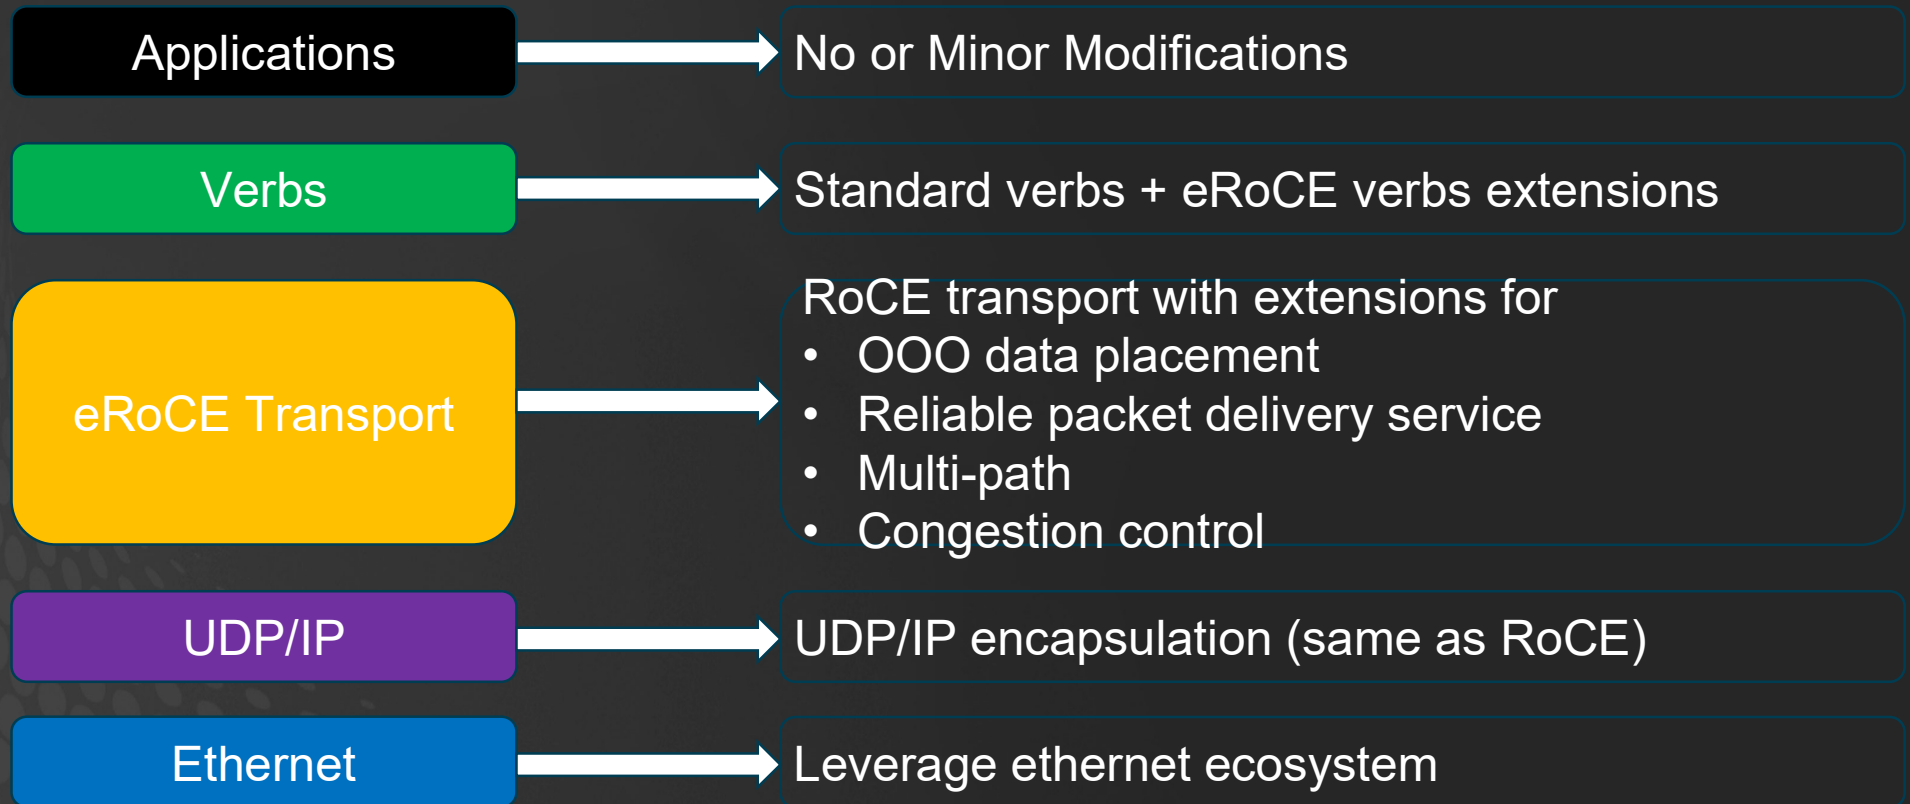 Applications
No or Minor Modifications
Verbs
Standard verbs + eRoCE verbs extensions
eRoCE Transport
RoCE transport with extensions for
• OOO data placement
• Reliable packet delivery service
• Multi-path
• Congestion control
UDP/IP
UDP/IP encapsulation (same as RoCE)
Ethernet
Leverage ethernet ecosystem